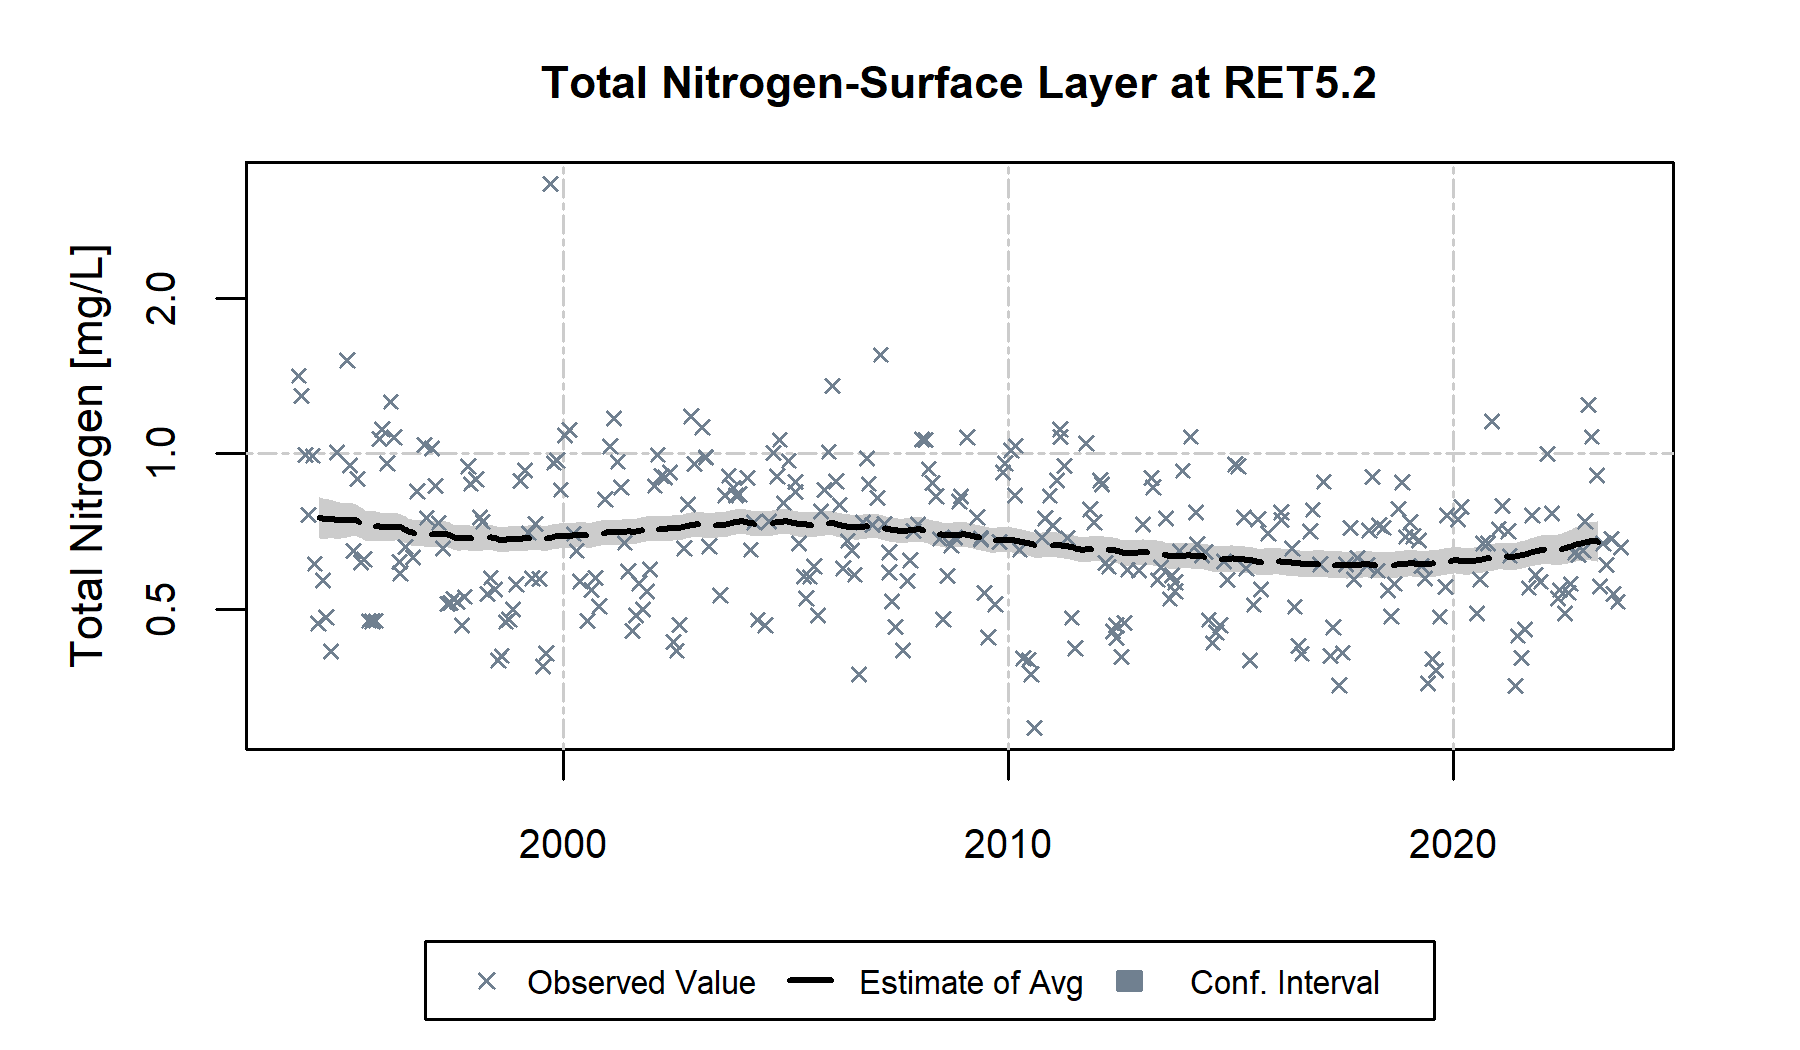 Total Nitrogen-Surface Layer at RET5.2
Total Nitrogen [mg/L]
2.0
1.0
0.5
2000 2010 2020
Observed Value Estimate of Avg Conf. Interval